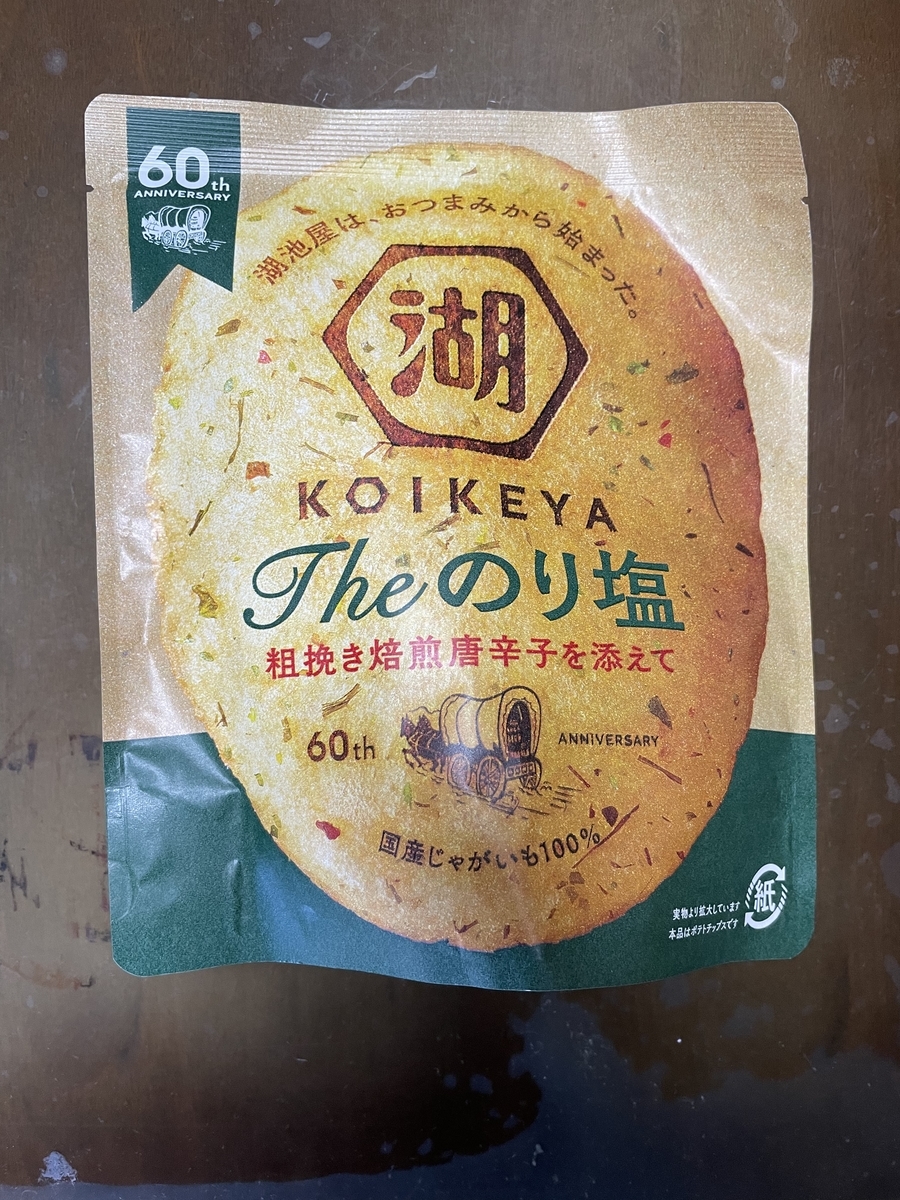 60th
ANNIVERSARY
湖池屋は、おつまみから始まった。
湖
KOIKEYA
Theのり塩
粗挽き焙煎唐辛子を添えて
60th ANNIVERSARY
国産じゃがいも100%
実物より拡大しています
本品はポテトチップスです
紙